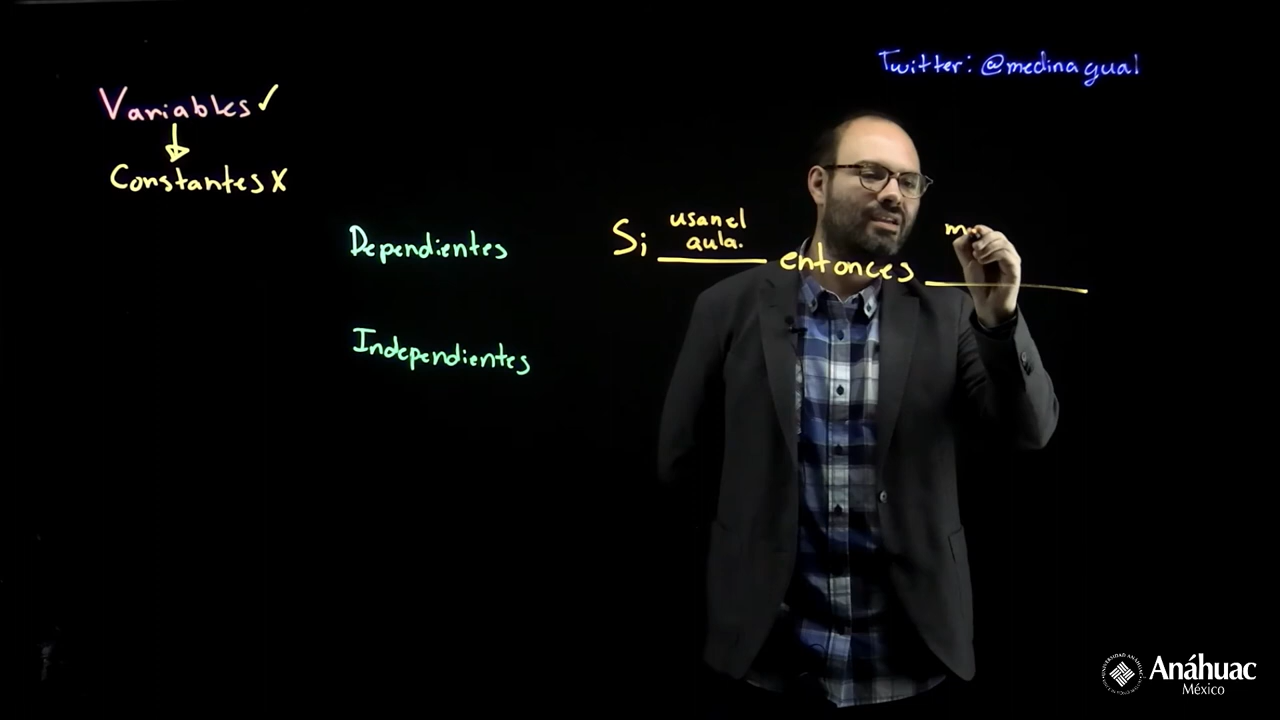 Twitter: @medinagual
Variables ✓
Constantes X
Dependientes
Si usan el
aula. entonces
Independientes
Anáhuac
México